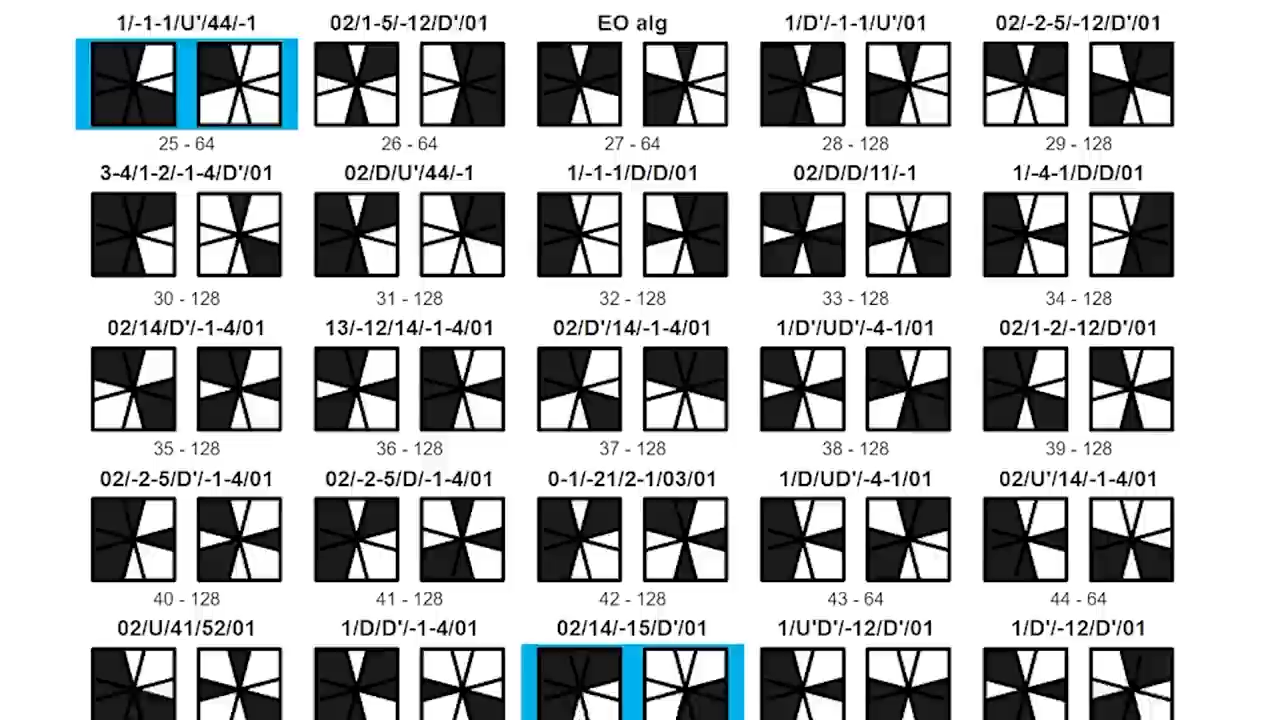 1/-1-1/U'/44/-1 02/1-5/-12/D'/01 EO alg 1/D'/-1-1/U'/01 02/-2-5/-12/D'/01
25 - 64 26 - 64 27 - 64 28 - 128 29 - 128
3-4/1-2/-1-4/D'/01 02/D/U'/44/-1 1/-1-1/D/D/01 02/D/D/11/-1 1/-4-1/D/D/01
30 - 128 31 - 128 32 - 128 33 - 128 34 - 128
02/14/D'/-1-4/01 13/-12/14/-1-4/01 02/D'/14/-1-4/01 1/D'/UD'/-4-1/01 02/1-2/-12/D'/01
35 - 128 36 - 128 37 - 128 38 - 128 39 - 128
02/-2-5/D'/-1-4/01 02/-2-5/D/-1-4/01 0-1/-21/2-1/03/01 1/D/UD'/-4-1/01 02/U'/14/-1-4/01
40 - 128 41 - 128 42 - 128 43 - 64 44 - 64
02/U/41/52/01 1/D/D'/-1-4/01 02/14/-15/D'/01 1/U'D'/-12/D'/01 1/D'/-12/D'/01